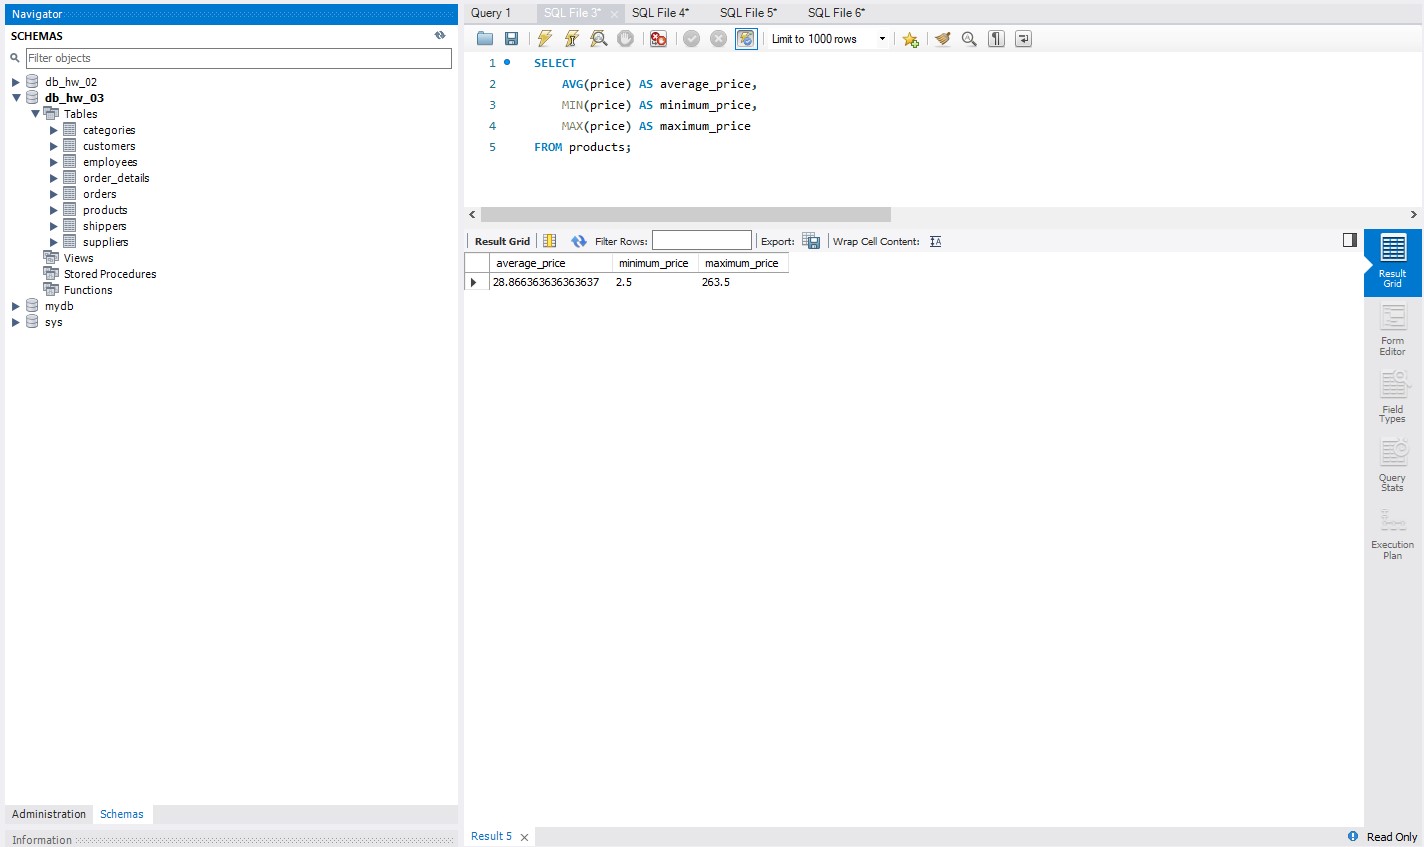 Navigator
SCHEMAS
Filter objects
db_hw_02
db_hw_03
Tables
categories
customers
employees
order_details
orders
products
shippers
suppliers
Views
Stored Procedures
Functions
mydb
sys
Administration Schemas
Information
Query 1 SQL File 3* SQL File 4* SQL File 5* SQL File 6*
Limit to 1000 rows
1 SELECT
2 AVG(price) AS average_price,
3 MIN(price) AS minimum_price,
4 MAX(price) AS maximum_price
5 FROM products;
Result Grid Filter Rows: Export: Wrap Cell Content: IA
average_price minimum_price maximum_price
28.866363636363637 2.5 263.5
Result
Grid
Form
Editor
Field
Types
Query
Stats
Execution
Plan
Result 5 Read Only